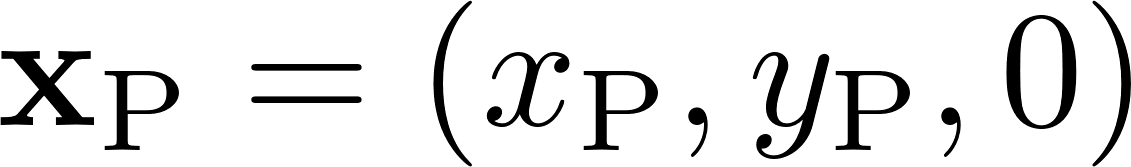 𝐱_P = (x_P, y_P, 0)